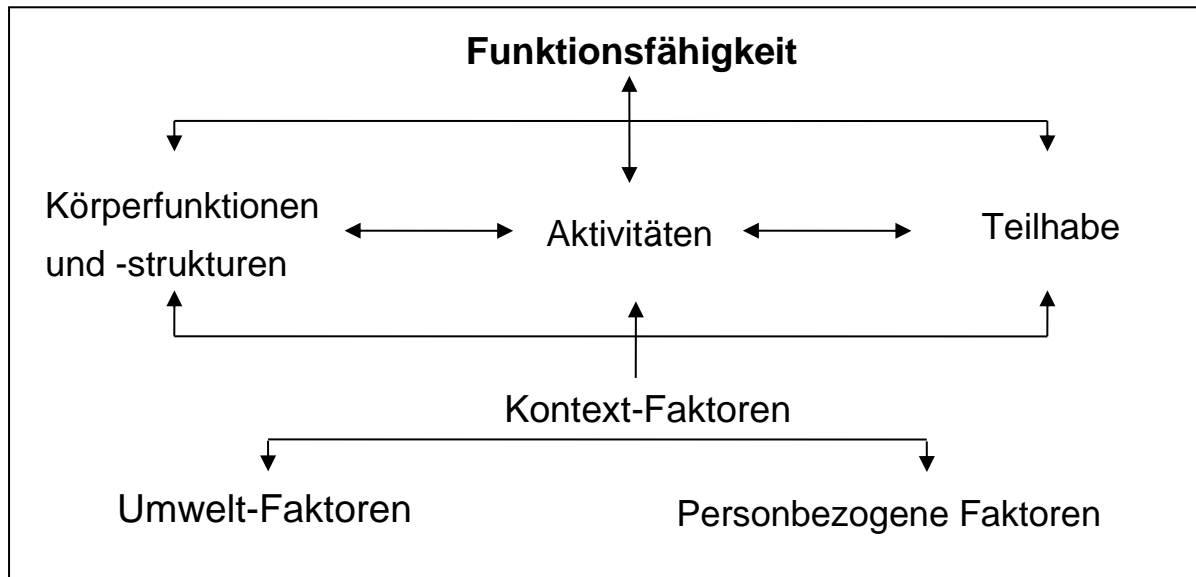 Funktionsfähigkeit
Körperfunktionen
und -strukturen
Aktivitäten
Teilhabe
Kontext-Faktoren
Umwelt-Faktoren
Personbezogene Faktoren